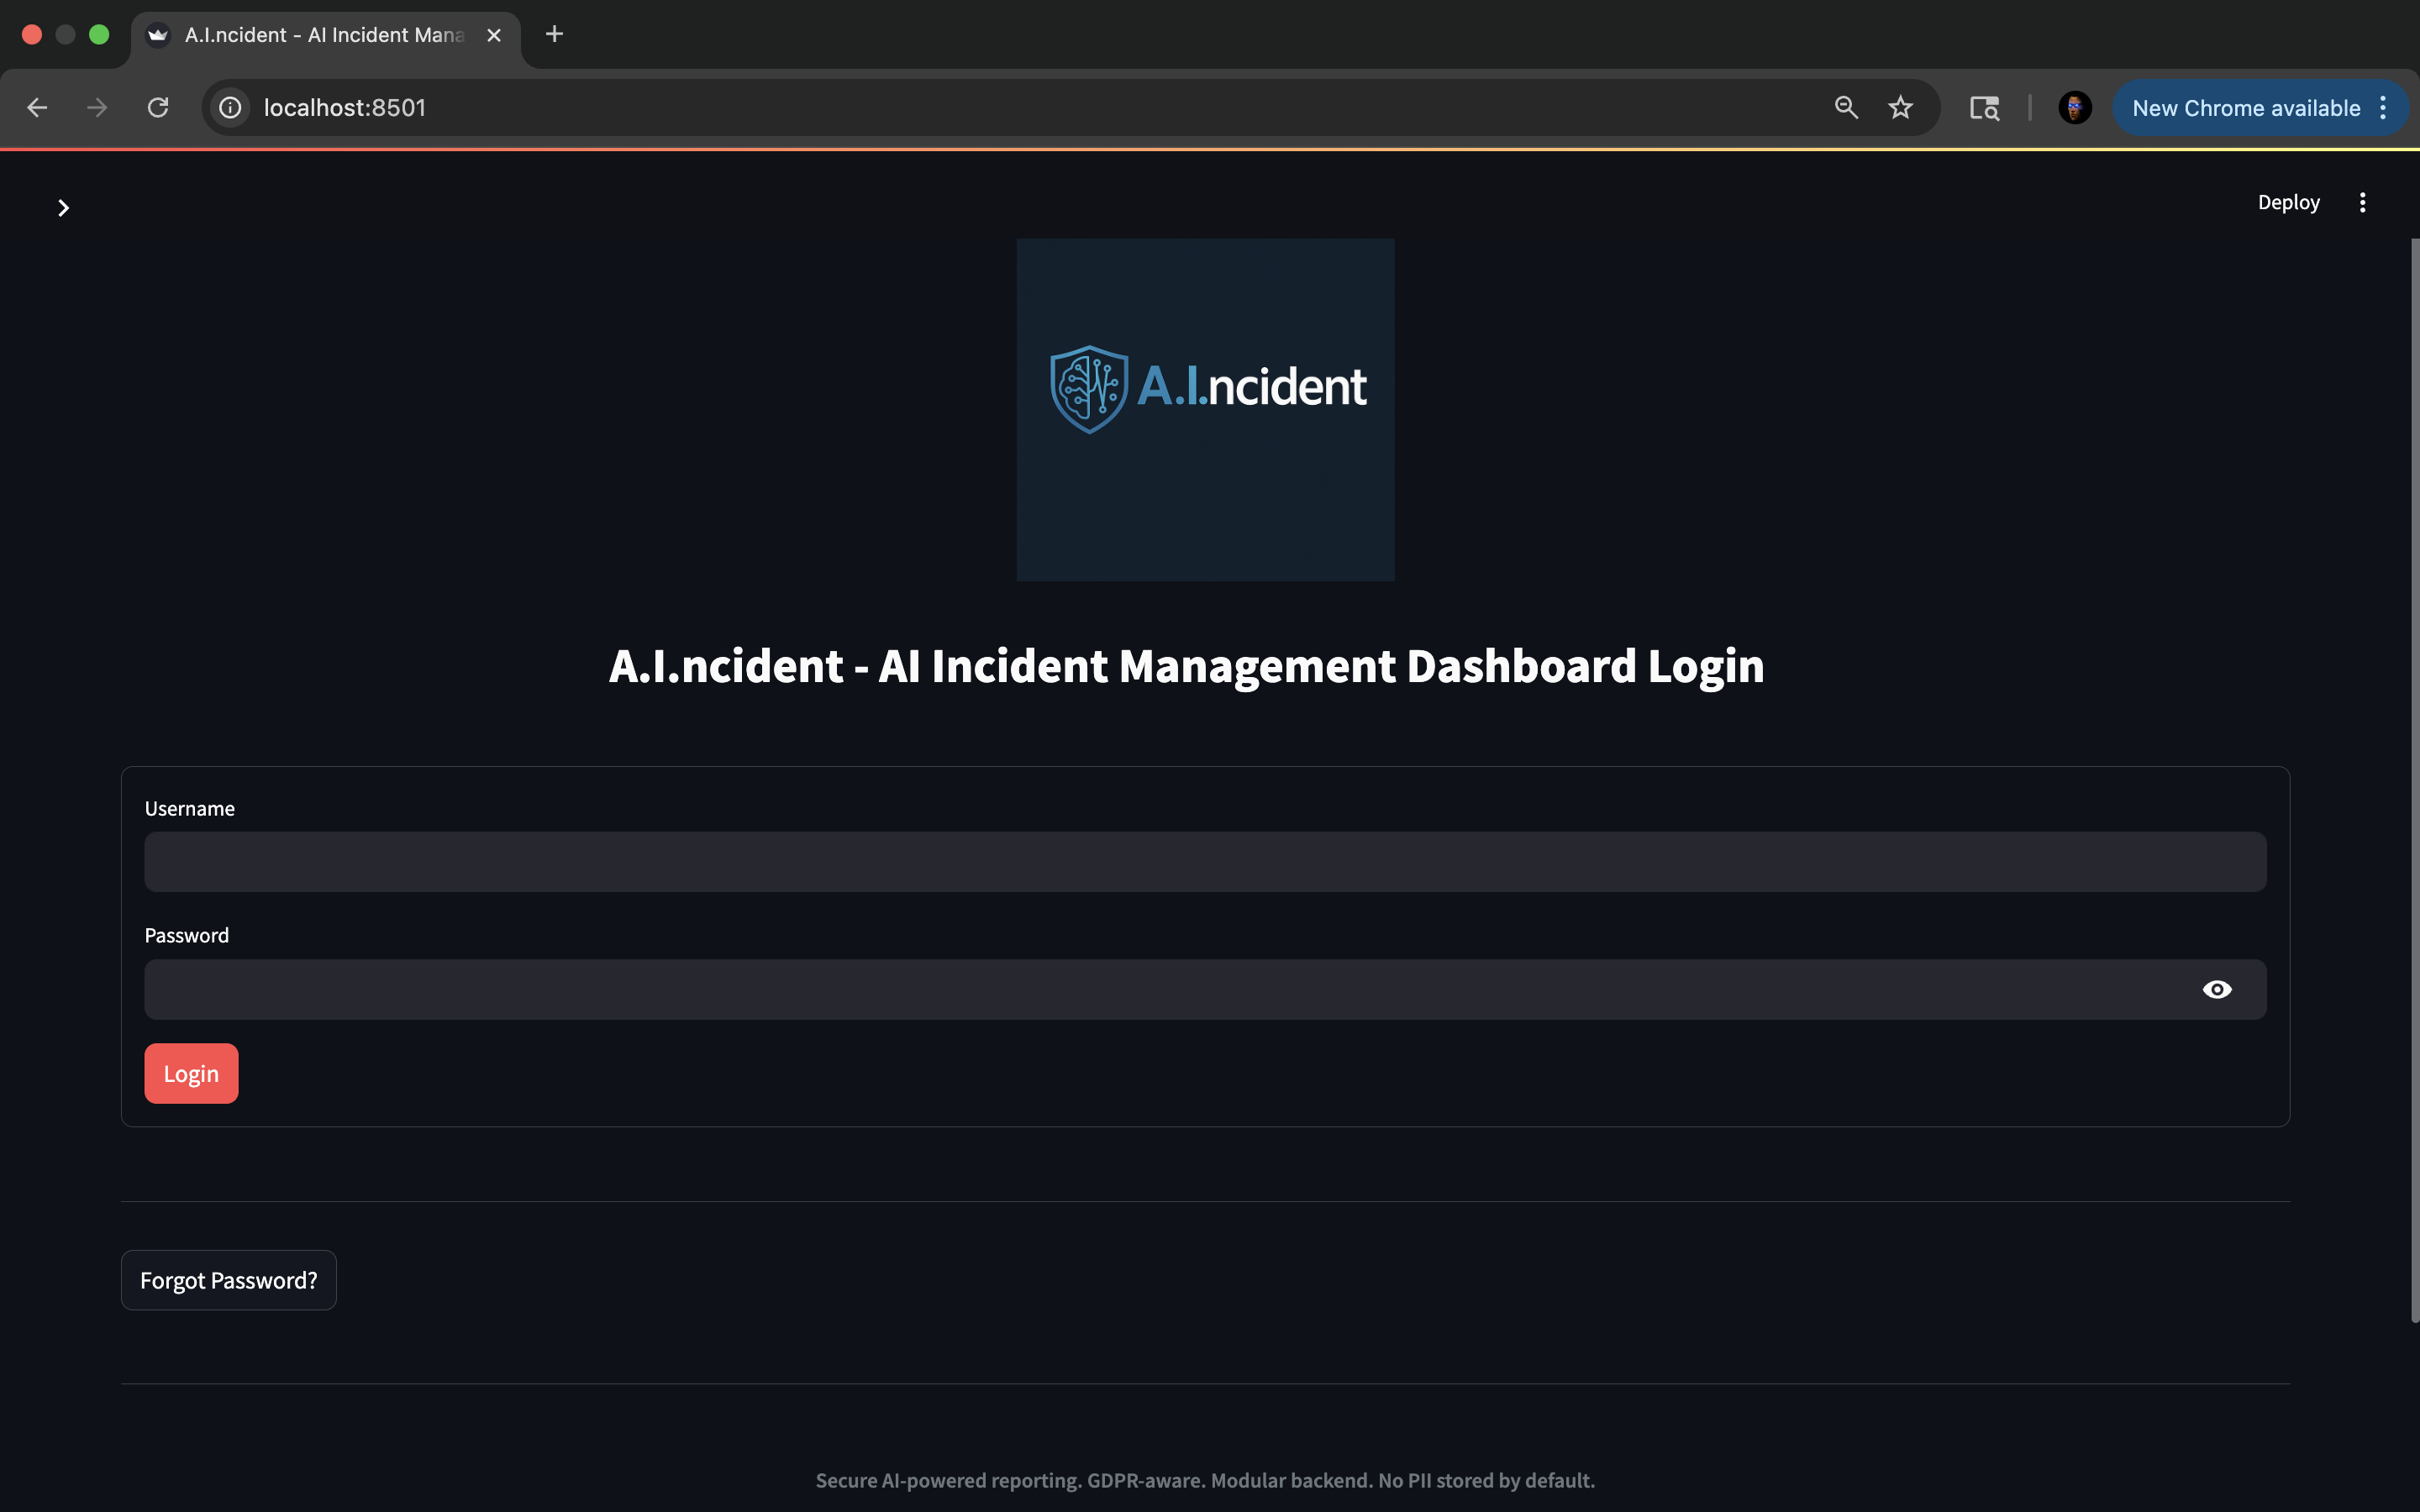 A.I.ncident - AI Incident Mana
localhost:8501
New Chrome available
Deploy
A.I.ncident
A.I.ncident - AI Incident Management Dashboard Login
Username
Password
Login
Forgot Password?
Secure AI-powered reporting. GDPR-aware. Modular backend. No PII stored by default.